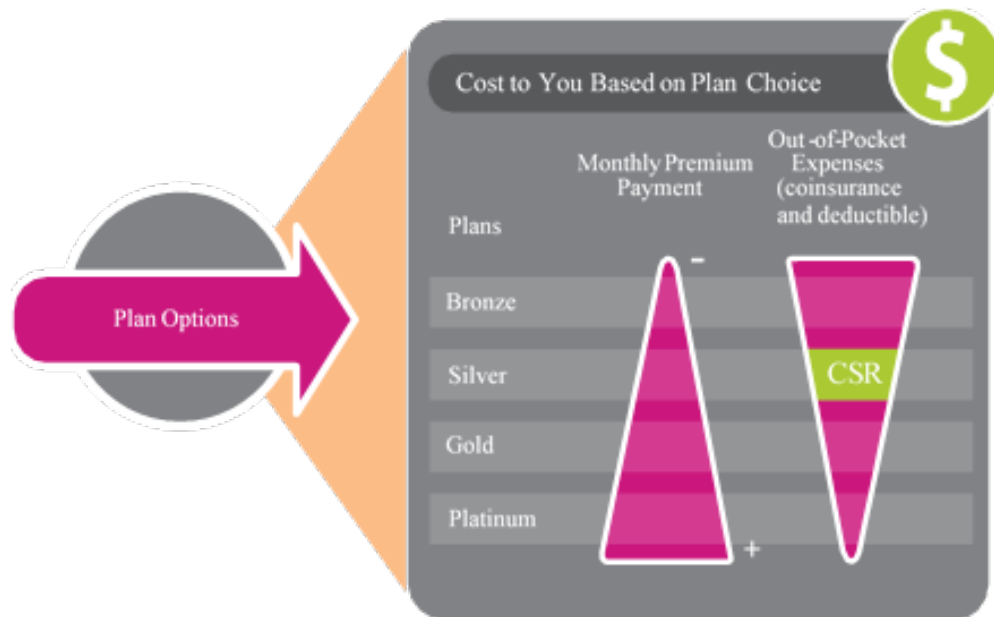 $
Cost to You Based on Plan Choice
Monthly Premium
Payment
Out-of-Pocket
Expenses
(coinsurance
and deductible)
Plans
-
Bronze
Silver
CSR
Gold
Platinum
+
Plan Options